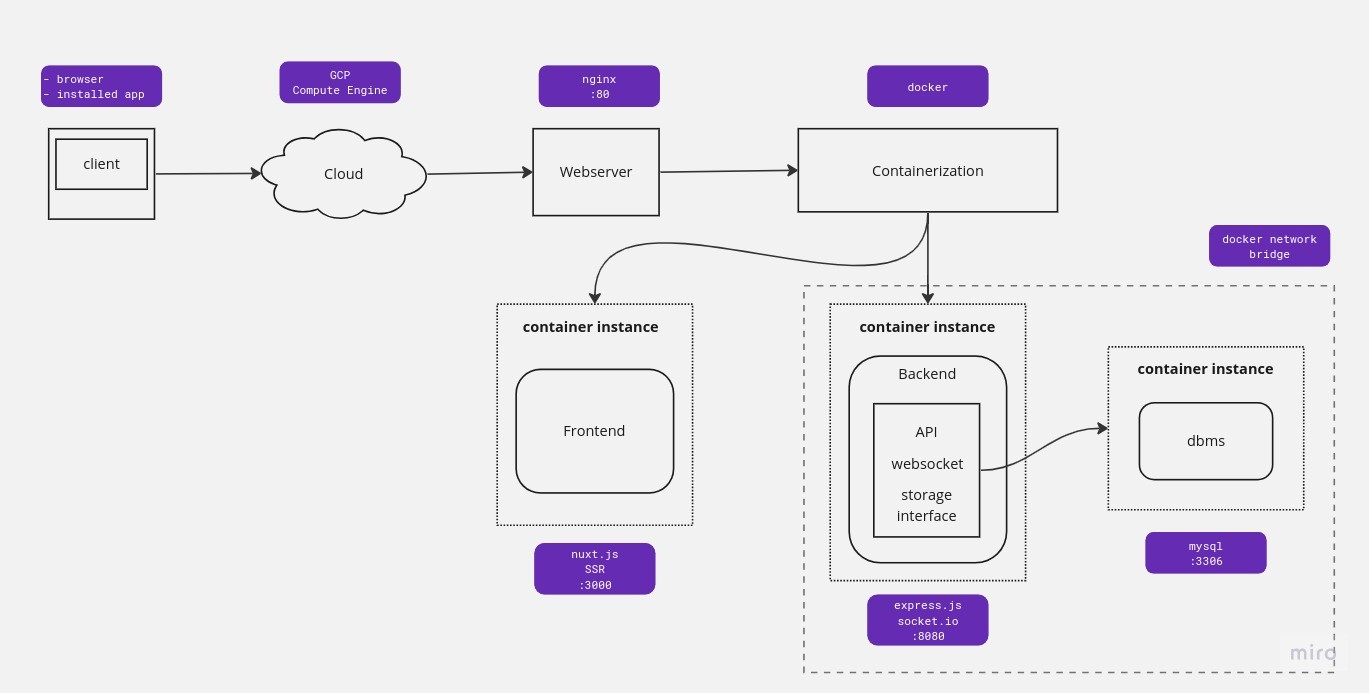 - browser
- installed app
GCP
Compute Engine
nginx
:80
docker
client
Cloud
Webserver
Containerization
docker network
bridge
container instance
Frontend
nuxt.js
SSR
:3000
container instance
Backend
API
websocket
storage
interface
express.js
socket.io
:8080
container instance
dbms
mysql
:3306
miro